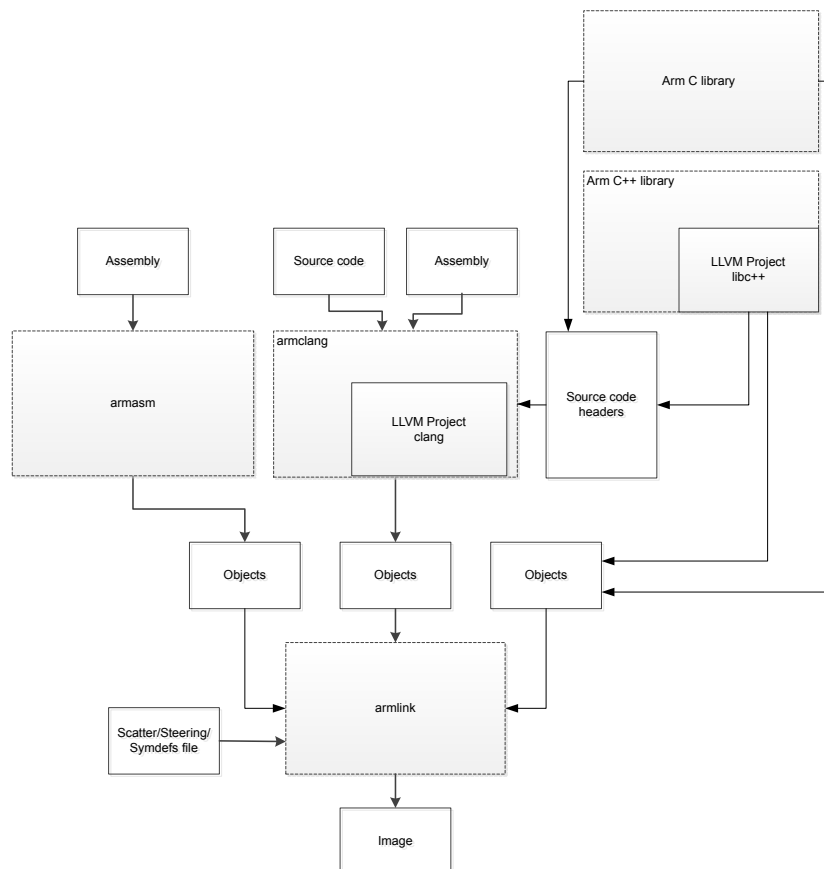 Arm C library
Arm C++ library
LLVM Project
libc++
Assembly
Source code
Assembly
armclang
armasm
LLVM Project
clang
Source code
headers
Objects
Objects
Objects
armlink
Scatter/Steering/
Symdefs file
Image